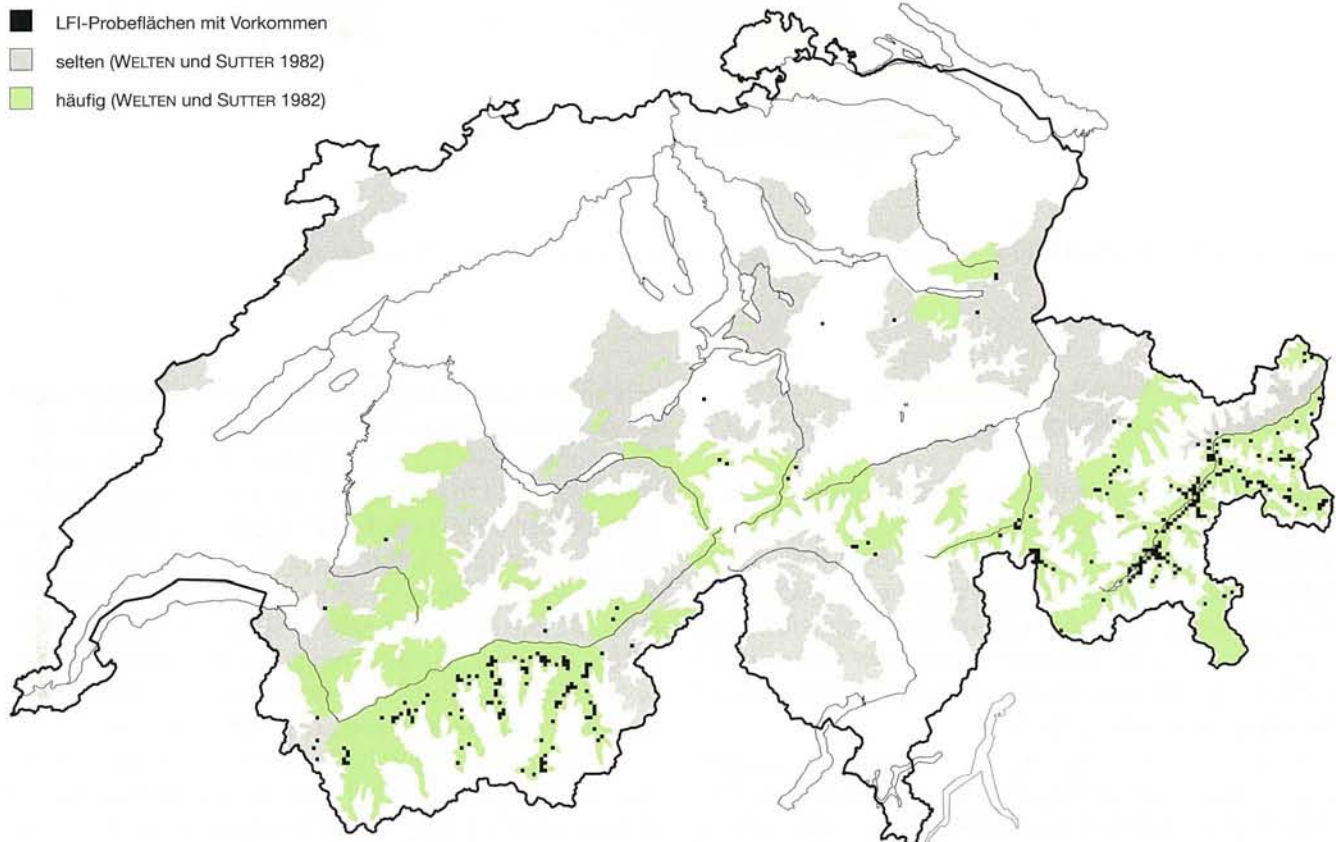 LFI-Probeflächen mit Vorkommen
selten (WELTEN und SUTTER 1982)
häufig (WELTEN und SUTTER 1982)